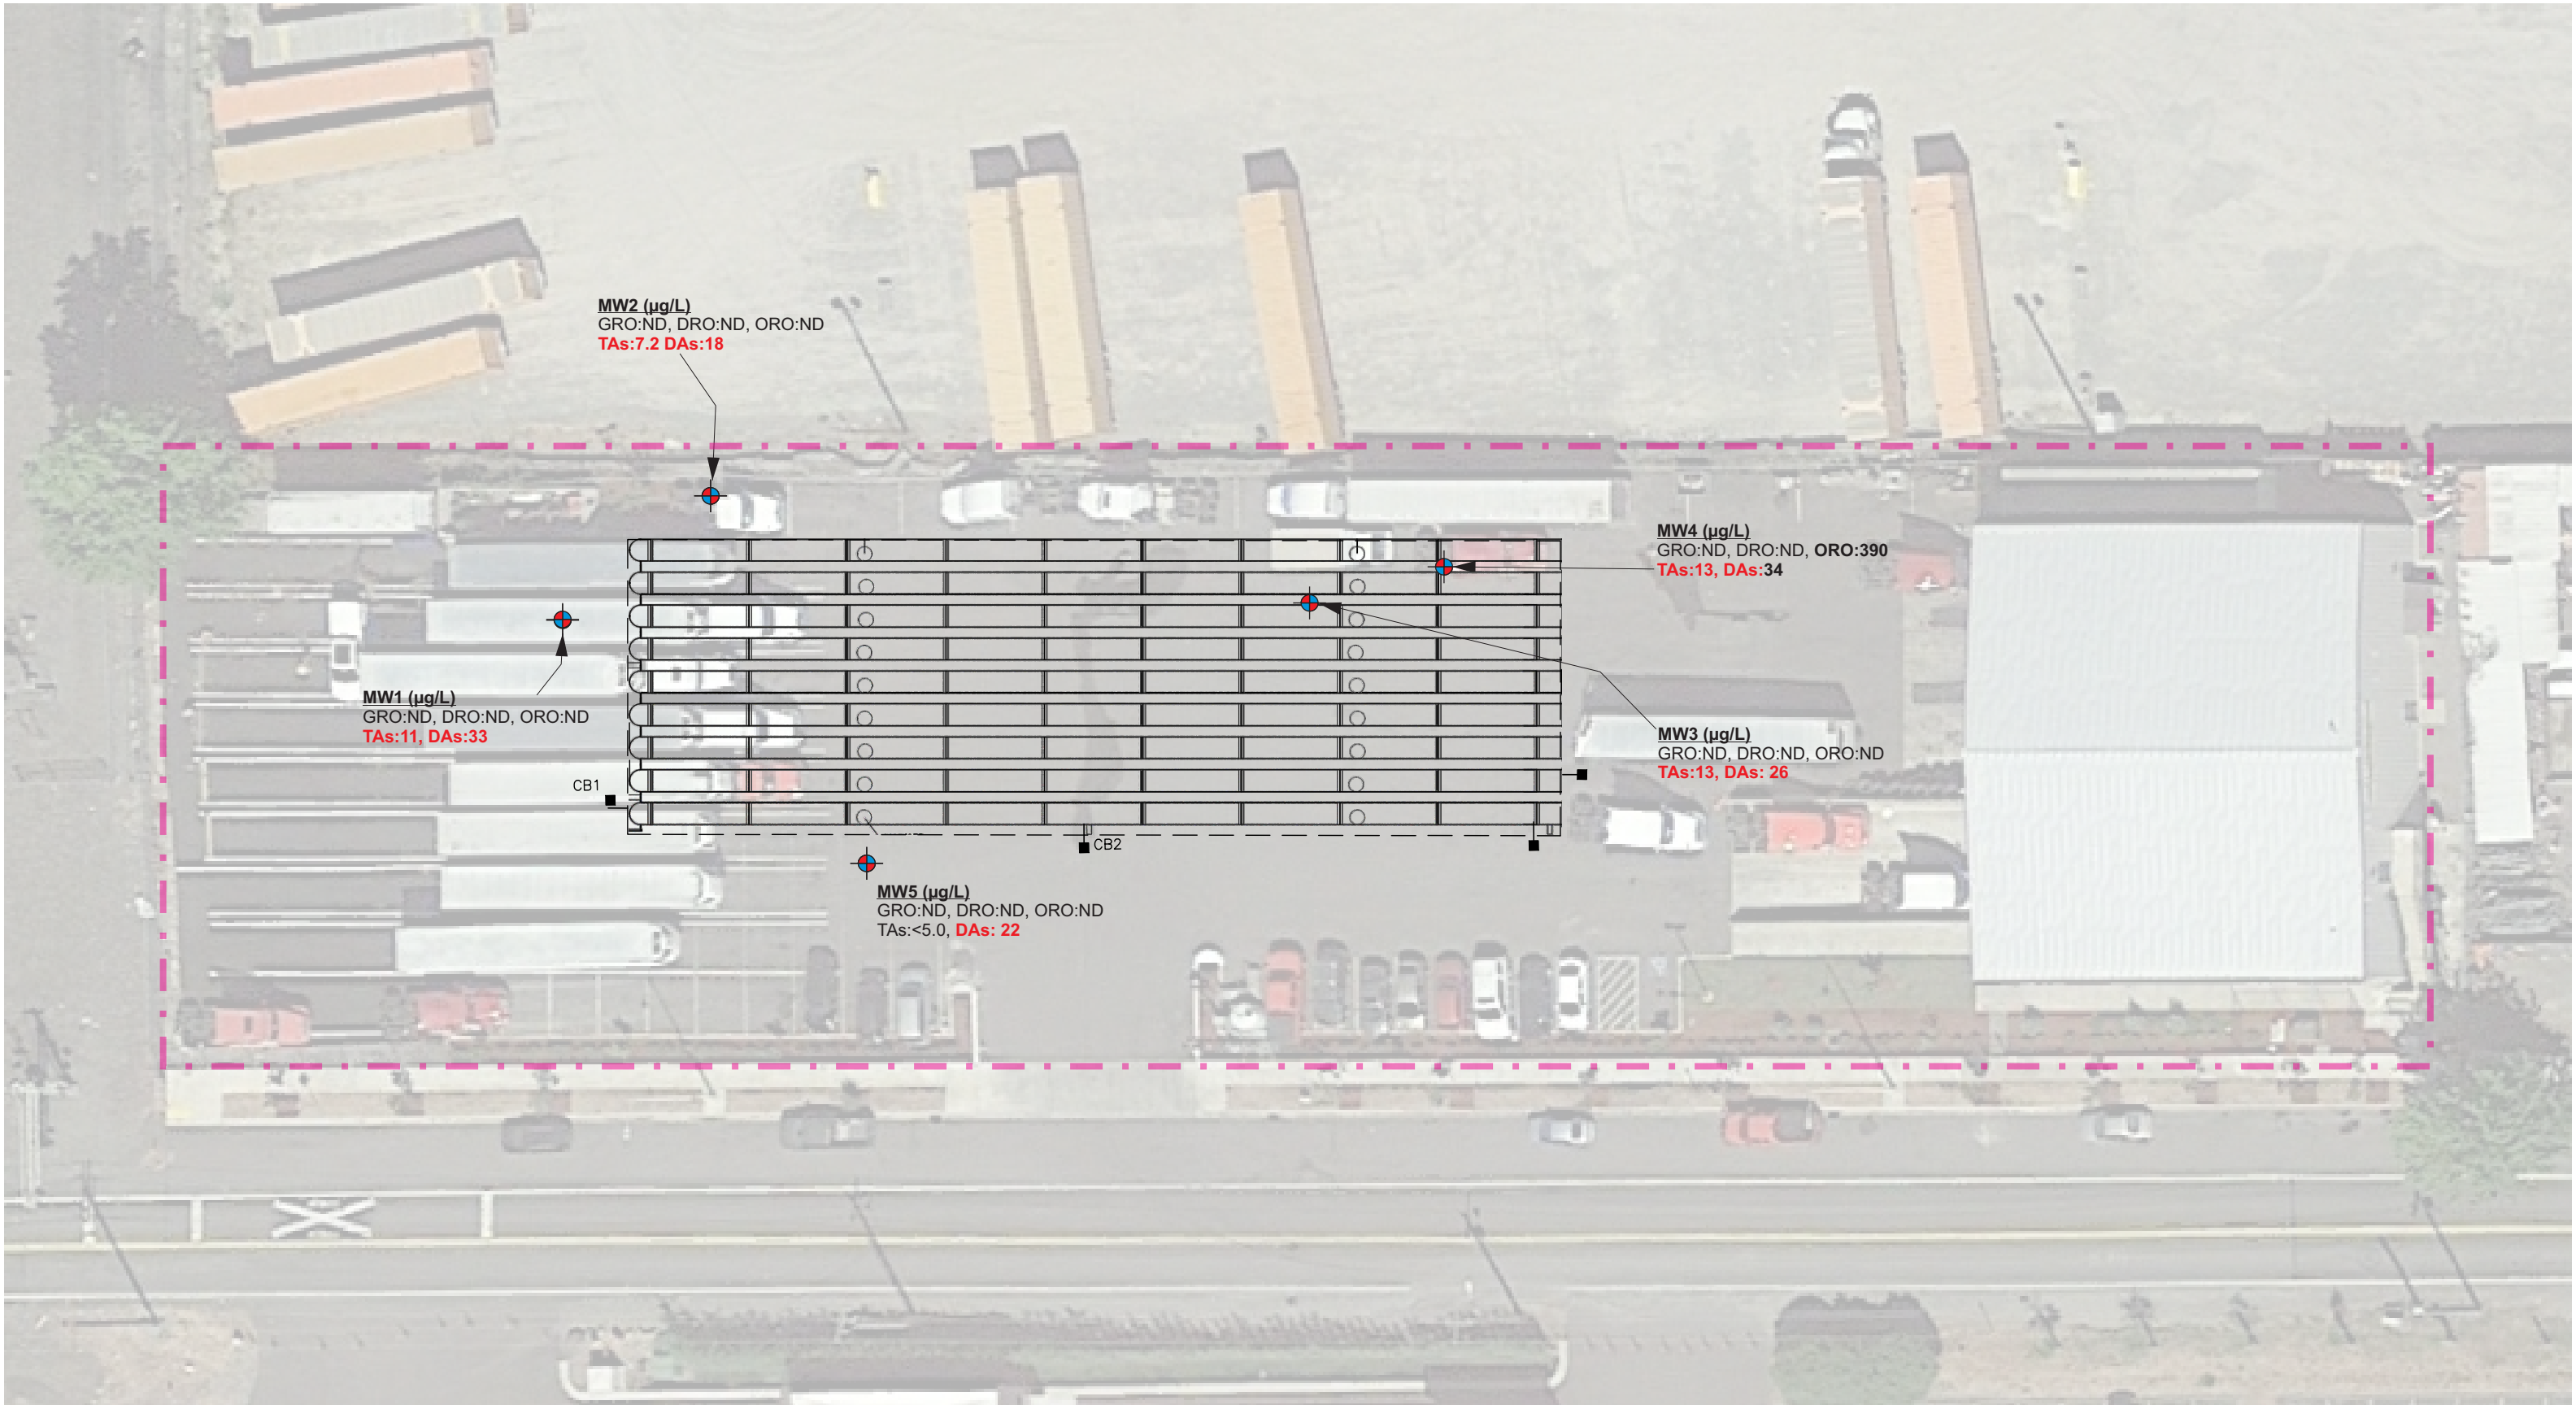 MW2 (µg/L)
GRO:ND, DRO:ND, ORO:ND
TAs:7.2 DAs:18
MW4 (µg/L)
GRO:ND, DRO:ND, ORO:390
TAs:13, DAs:34
MW1 (µg/L)
GRO:ND, DRO:ND, ORO:ND
TAs:11, DAs:33
MW3 (µg/L)
GRO:ND, DRO:ND, ORO:ND
TAs:13, DAs: 26
CB1
CB2
MW5 (µg/L)
GRO:ND, DRO:ND, ORO:ND
TAs:<5.0, DAs: 22